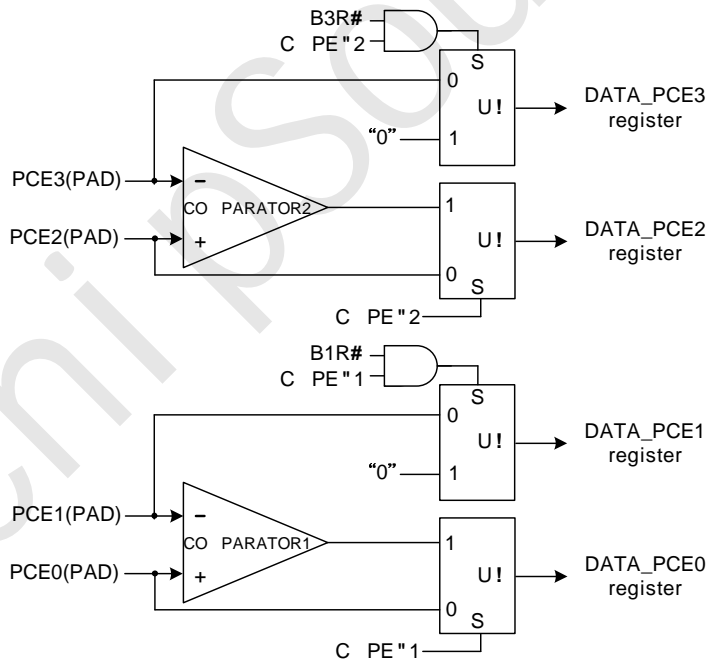 B3R#
C PE"2
S
0
U!
DATA_PCE3
register
"0"
1
PCE3(PAD)
−
CO PARATOR2
PCE2(PAD)
+
1
U!
DATA_PCE2
register
0
S
C PE"2
B1R#
C PE"1
S
0
U!
DATA_PCE1
register
"0"
1
PCE1(PAD)
−
CO PARATOR1
PCE0(PAD)
+
1
U!
DATA_PCE0
register
0
S
C PE"1